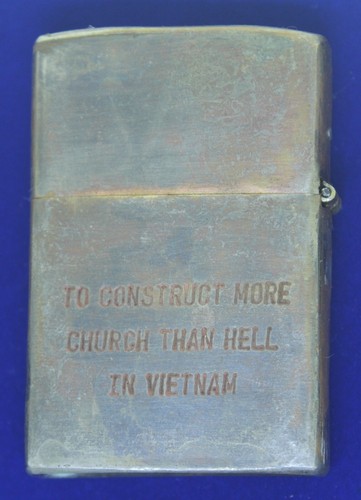 TO CONSTRUCT MORE
CHURCH THAN HELL
IN VIETNAM